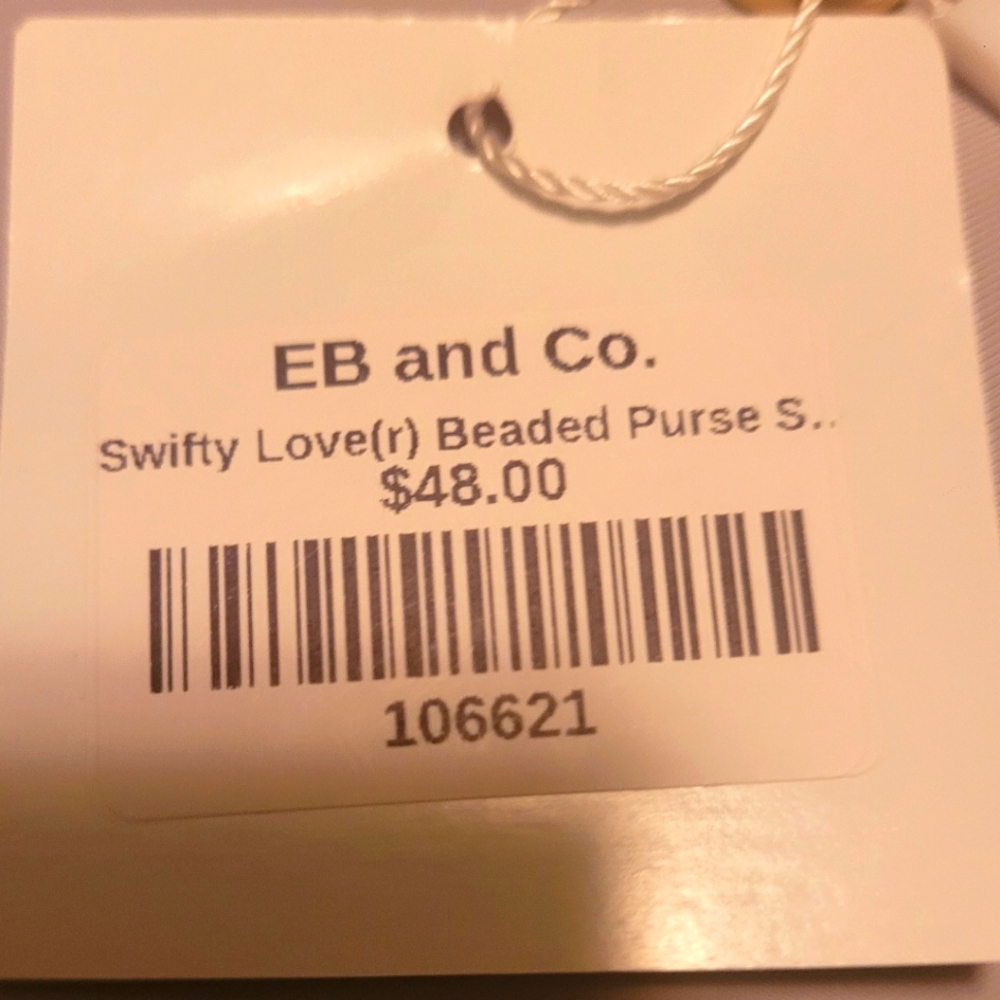 EB and Co.
Swifty Love(r) Beaded Purse S..
$48.00
106621